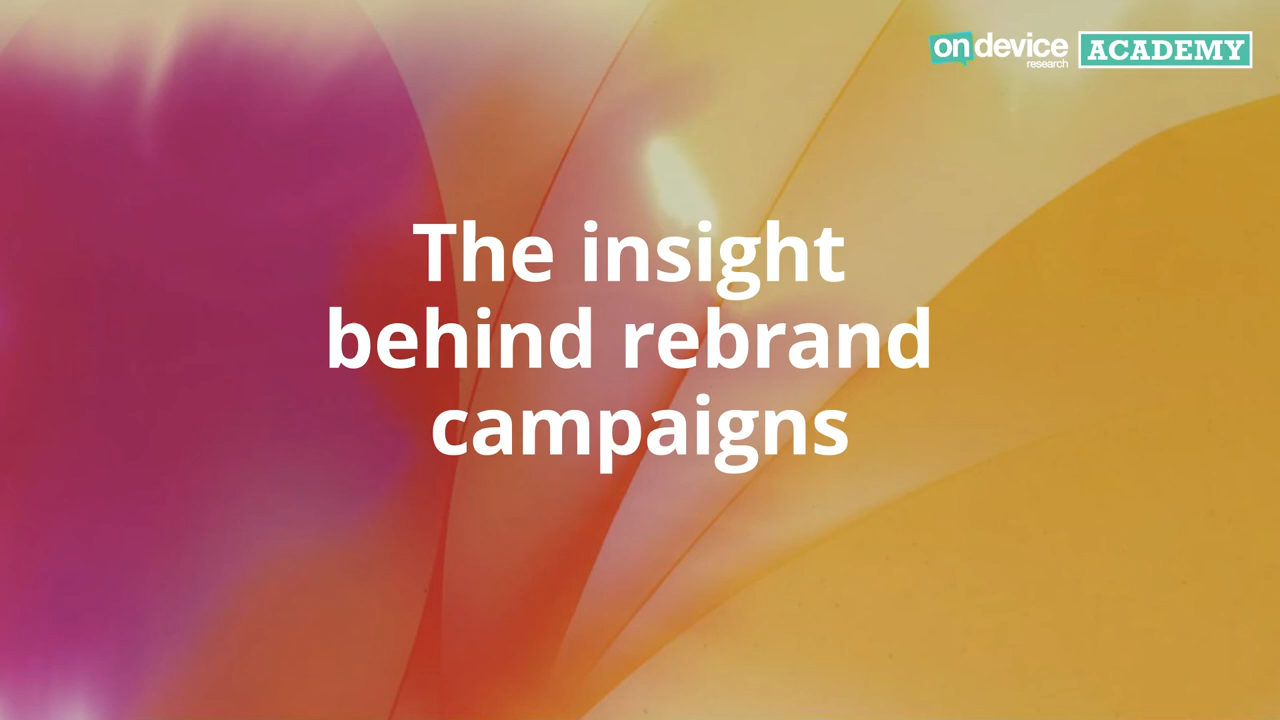 on device
research
ACADEMY
The insight
behind rebrand
campaigns